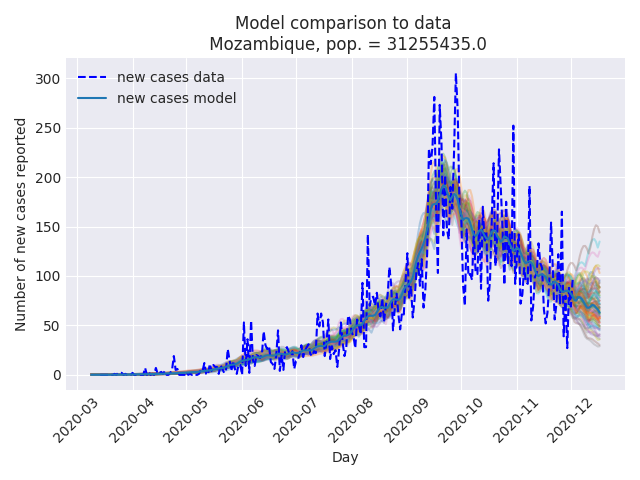 Model comparison to data
Mozambique, pop. = 31255435.0
new cases data
new cases model
Number of new cases reported
300
250
200
150
100
50
0
2020-03
2020-04
2020-05
2020-06
2020-07
2020-08
2020-09
2020-10
2020-11
2020-12
Day